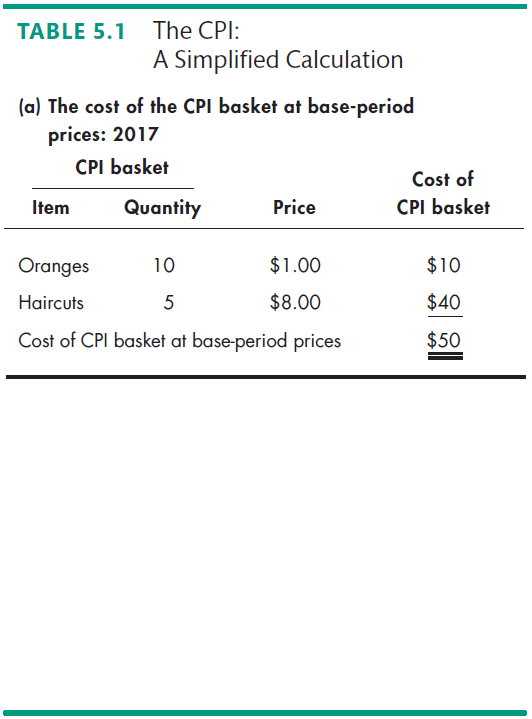 TABLE 5.1 The CPI:
A Simplified Calculation
(a) The cost of the CPI basket at base-period
prices: 2017
CPI basket
Cost of
Item Quantity Price CPI basket
Oranges 10 $1.00 $10
Haircuts 5 $8.00 $40
Cost of CPI basket at base-period prices $50